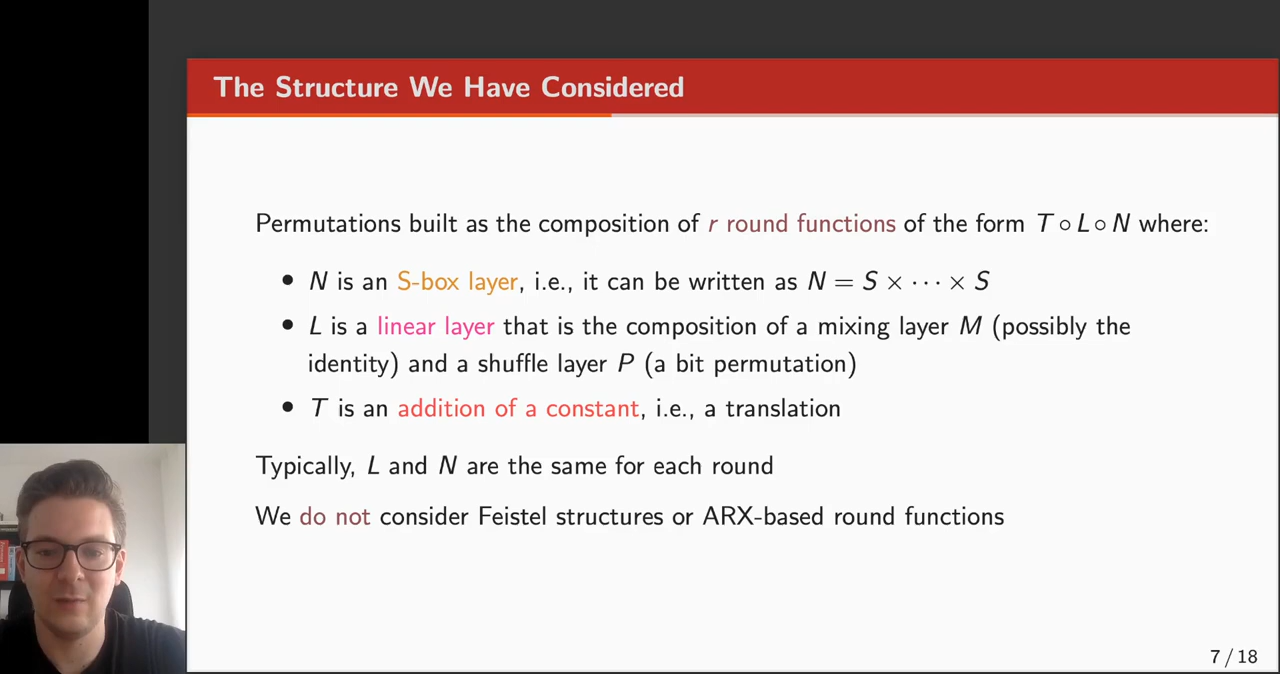 The Structure We Have Considered
Permutations built as the composition of r round functions of the form T ∘ L ∘ N where:
• N is an S-box layer, i.e., it can be written as N = S × ··· × S
• L is a linear layer that is the composition of a mixing layer M (possibly the
identity) and a shuffle layer P (a bit permutation)
• T is an addition of a constant, i.e., a translation
Typically, L and N are the same for each round
We do not consider Feistel structures or ARX-based round functions
7 / 18